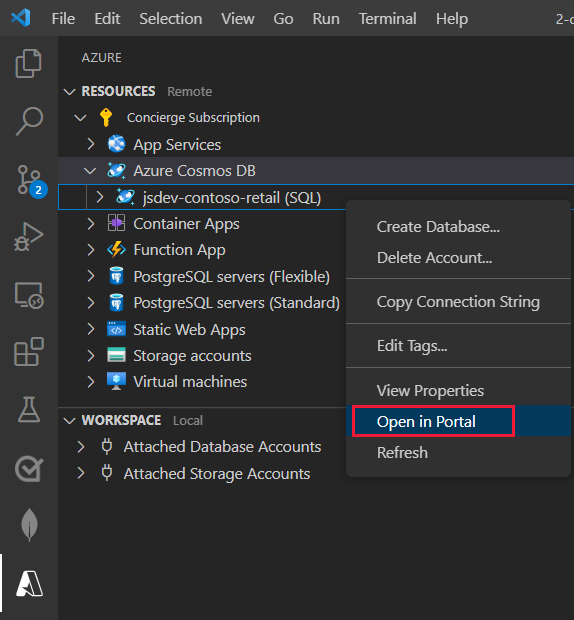 File Edit Selection View Go Run Terminal Help 2-c
AZURE
RESOURCES Remote
Concierge Subscription
App Services
Azure Cosmos DB
jsdev-contoso-retail (SQL)
Container Apps
Function App
PostgreSQL servers (Flexible)
PostgreSQL servers (Standard)
Static Web Apps
Storage accounts
Virtual machines
WORKSPACE Local
Attached Database Accounts
Attached Storage Accounts
2
Create Database...
Delete Account...
Copy Connection String
Edit Tags...
View Properties
Open in Portal
Refresh